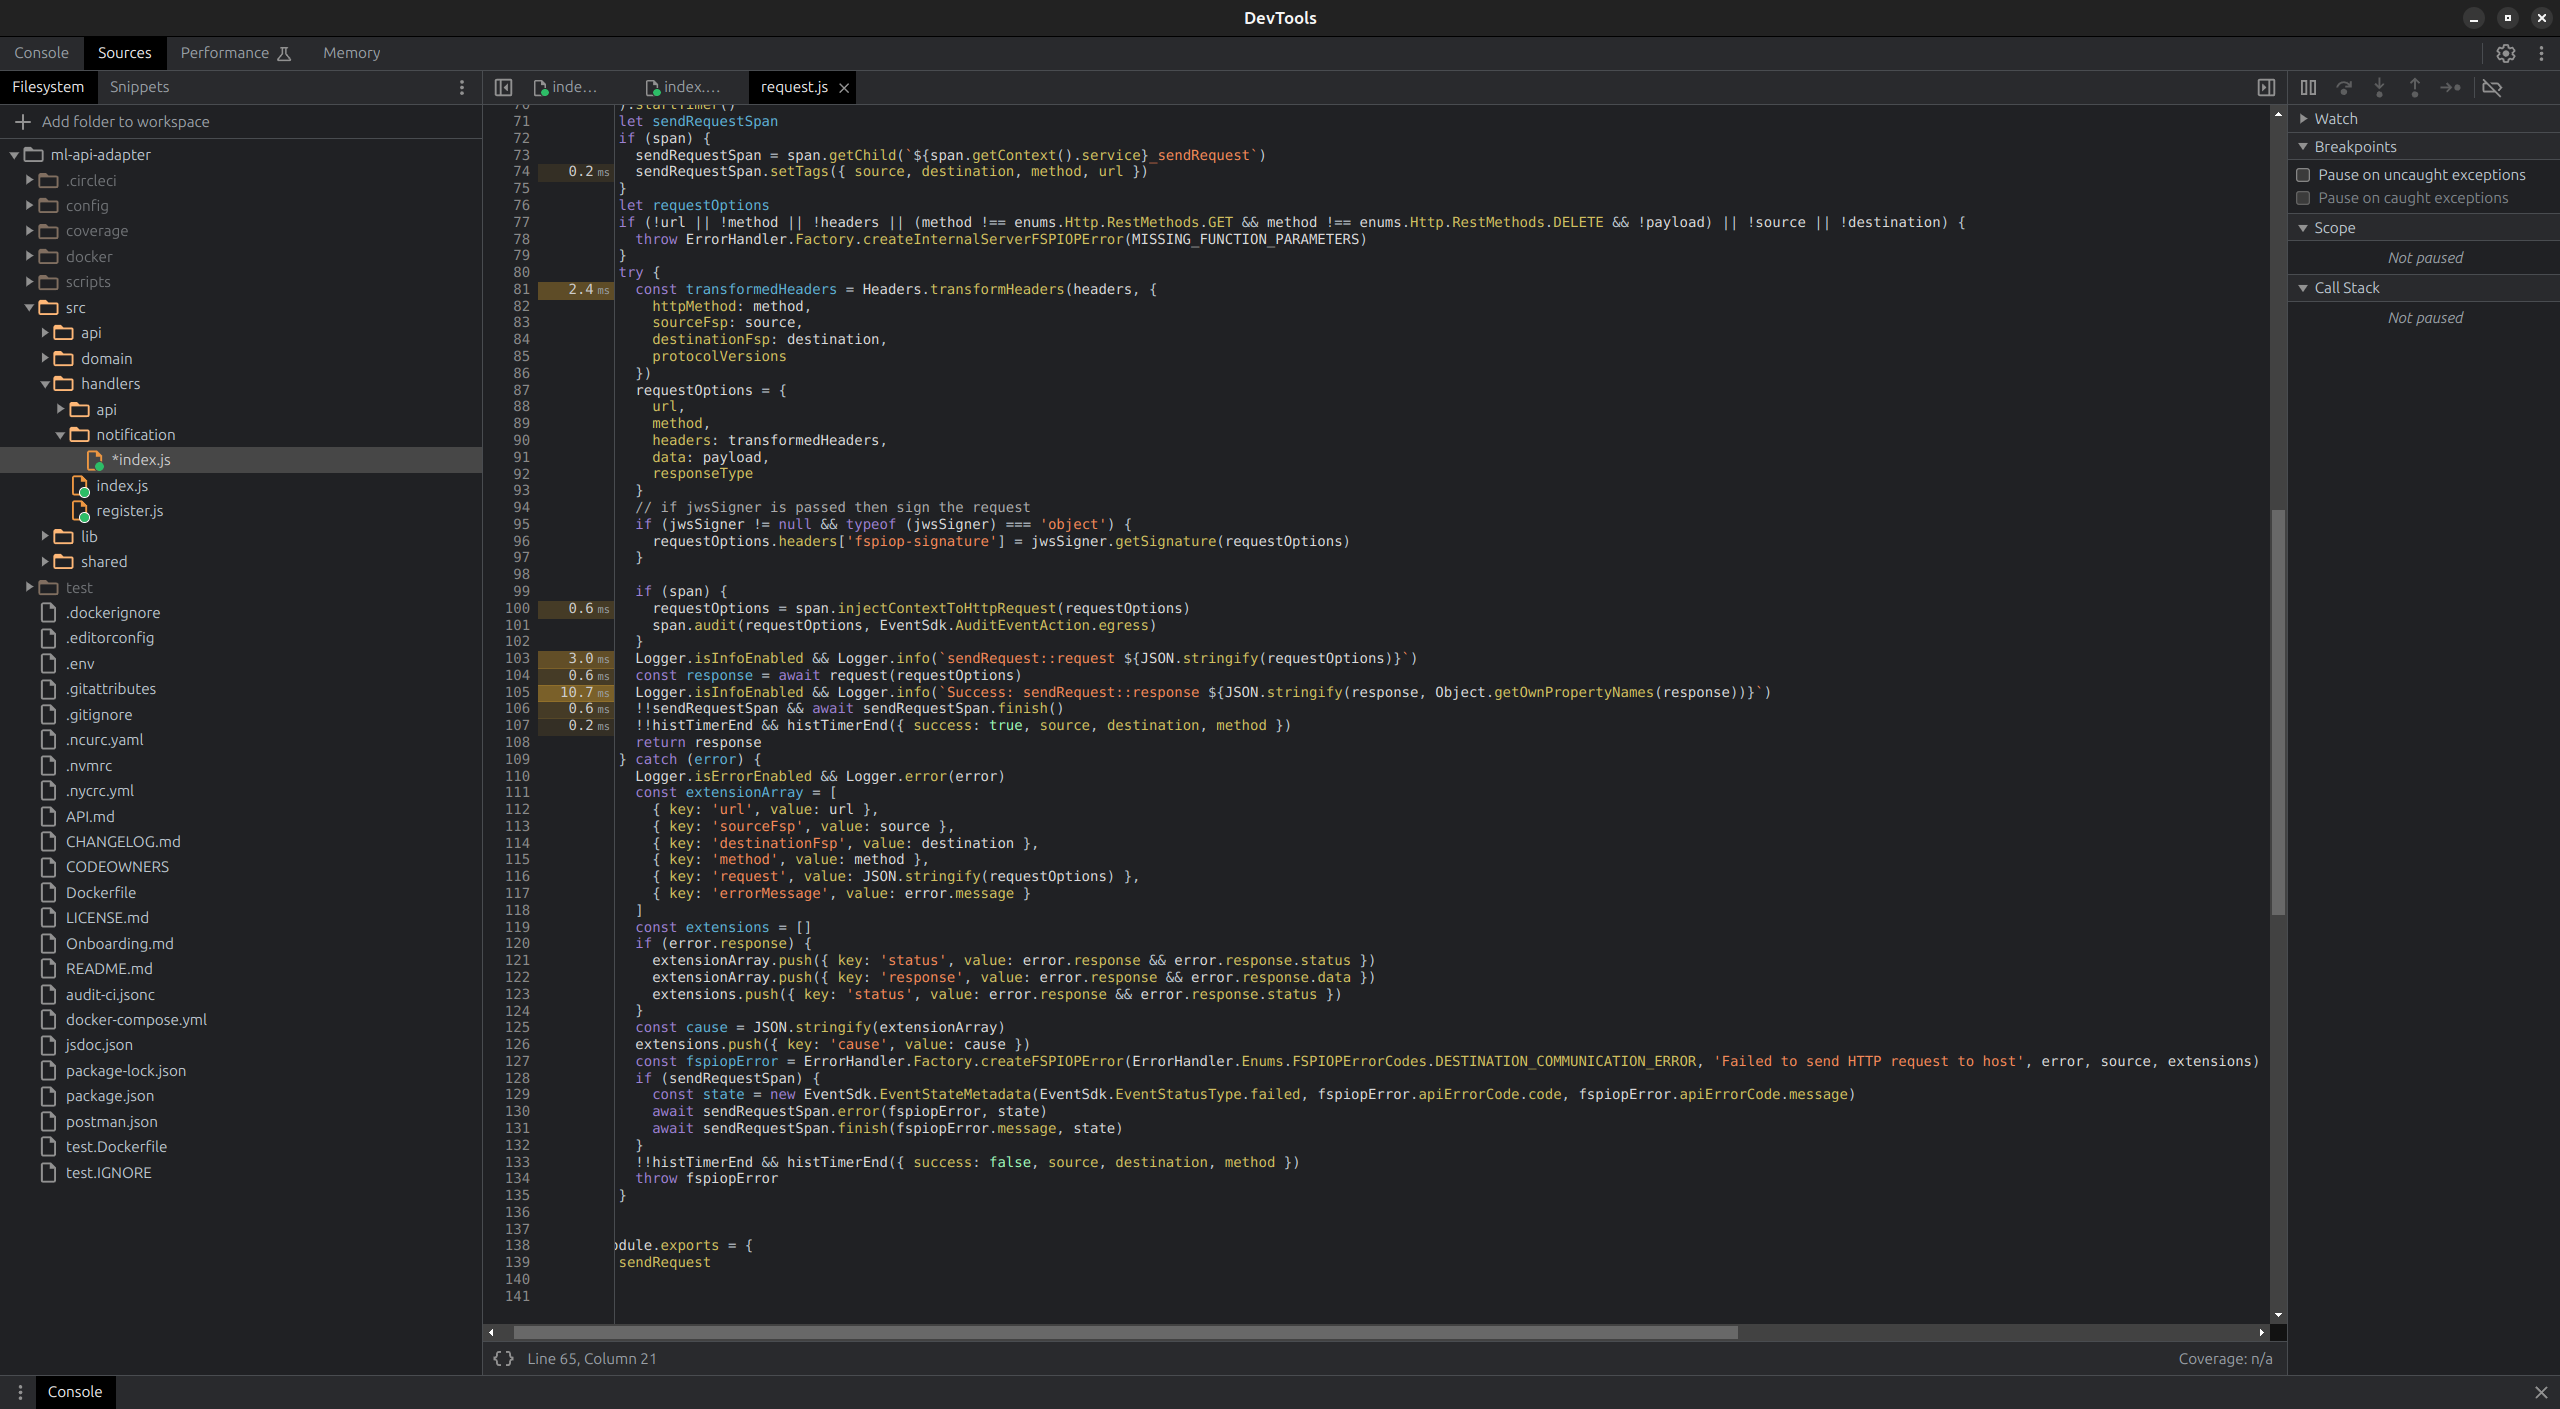 DevTools
Console Sources Performance Memory
Filesystem Snippets
Add folder to workspace
ml-api-adapter
.circleci
config
coverage
docker
scripts
src
api
domain
handlers
api
notification
*index.js
index.js
register.js
lib
shared
test
.dockerignore
.editorconfig
.env
.gitattributes
.gitignore
.ncurc.yaml
.nvmrc
.nycrc.yml
API.md
CHANGELOG.md
CODEOWNERS
Dockerfile
LICENSE.md
Onboarding.md
README.md
audit-ci.jsonc
docker-compose.yml
jsdoc.json
package-lock.json
package.json
postman.json
test.Dockerfile
test.IGNORE
inde... index.... request.js
70 ).startTimer()
71 let sendRequestSpan
72 if (span) {
73 sendRequestSpan = span.getChild(`${span.getContext().service}_sendRequest`)
74 0.2 ms sendRequestSpan.setTags({ source, destination, method, url })
75 }
76 let requestOptions
77 if (!url || !method || !headers || (method !== enums.Http.RestMethods.GET && method !== enums.Http.RestMethods.DELETE && !payload) || !source || !destination) {
78 throw ErrorHandler.Factory.createInternalServerFSPIOPError(MISSING_FUNCTION_PARAMETERS)
79 }
80 try {
81 2.4 ms const transformedHeaders = Headers.transformHeaders(headers, {
82 httpMethod: method,
83 sourceFsp: source,
84 destinationFsp: destination,
85 protocolVersions
86 })
87 requestOptions = {
88 url,
89 method,
90 headers: transformedHeaders,
91 data: payload,
92 responseType
93 }
94 // if jwsSigner is passed then sign the request
95 if (jwsSigner != null && typeof (jwsSigner) === 'object') {
96 requestOptions.headers['fspiop-signature'] = jwsSigner.getSignature(requestOptions)
97 }
98
99 if (span) {
100 0.6 ms requestOptions = span.injectContextToHttpRequest(requestOptions)
101 span.audit(requestOptions, EventSdk.AuditEventAction.egress)
102 }
103 3.0 ms Logger.isInfoEnabled && Logger.info(`sendRequest::request ${JSON.stringify(requestOptions)}`)
104 0.6 ms const response = await request(requestOptions)
105 10.7 ms Logger.isInfoEnabled && Logger.info(`Success: sendRequest::response ${JSON.stringify(response, Object.getOwnPropertyNames(response))}`)
106 0.6 ms !!sendRequestSpan && await sendRequestSpan.finish()
107 0.2 ms !!histTimerEnd && histTimerEnd({ success: true, source, destination, method })
108 return response
109 } catch (error) {
110 Logger.isErrorEnabled && Logger.error(error)
111 const extensionArray = [
112 { key: 'url', value: url },
113 { key: 'sourceFsp', value: source },
114 { key: 'destinationFsp', value: destination },
115 { key: 'method', value: method },
116 { key: 'request', value: JSON.stringify(requestOptions) },
117 { key: 'errorMessage', value: error.message }
118 ]
119 const extensions = []
120 if (error.response) {
121 extensionArray.push({ key: 'status', value: error.response && error.response.status })
122 extensionArray.push({ key: 'response', value: error.response && error.response.data })
123 extensions.push({ key: 'status', value: error.response && error.response.status })
124 }
125 const cause = JSON.stringify(extensionArray)
126 extensions.push({ key: 'cause', value: cause })
127 const fspiopError = ErrorHandler.Factory.createFSPIOPError(ErrorHandler.Enums.FSPIOPErrorCodes.DESTINATION_COMMUNICATION_ERROR, 'Failed to send HTTP request to host', error, source, extensions)
128 if (sendRequestSpan) {
129 const state = new EventSdk.EventStateMetadata(EventSdk.EventStatusType.failed, fspiopError.apiErrorCode.code, fspiopError.apiErrorCode.message)
130 await sendRequestSpan.error(fspiopError, state)
131 await sendRequestSpan.finish(fspiopError.message, state)
132 }
133 !!histTimerEnd && histTimerEnd({ success: false, source, destination, method })
134 throw fspiopError
135 }
136
137
138 odule.exports = {
139 sendRequest
140
141
{} Line 65, Column 21 Coverage: n/a
Watch
Breakpoints
Pause on uncaught exceptions
Pause on caught exceptions
Scope
Not paused
Call Stack
Not paused
Console